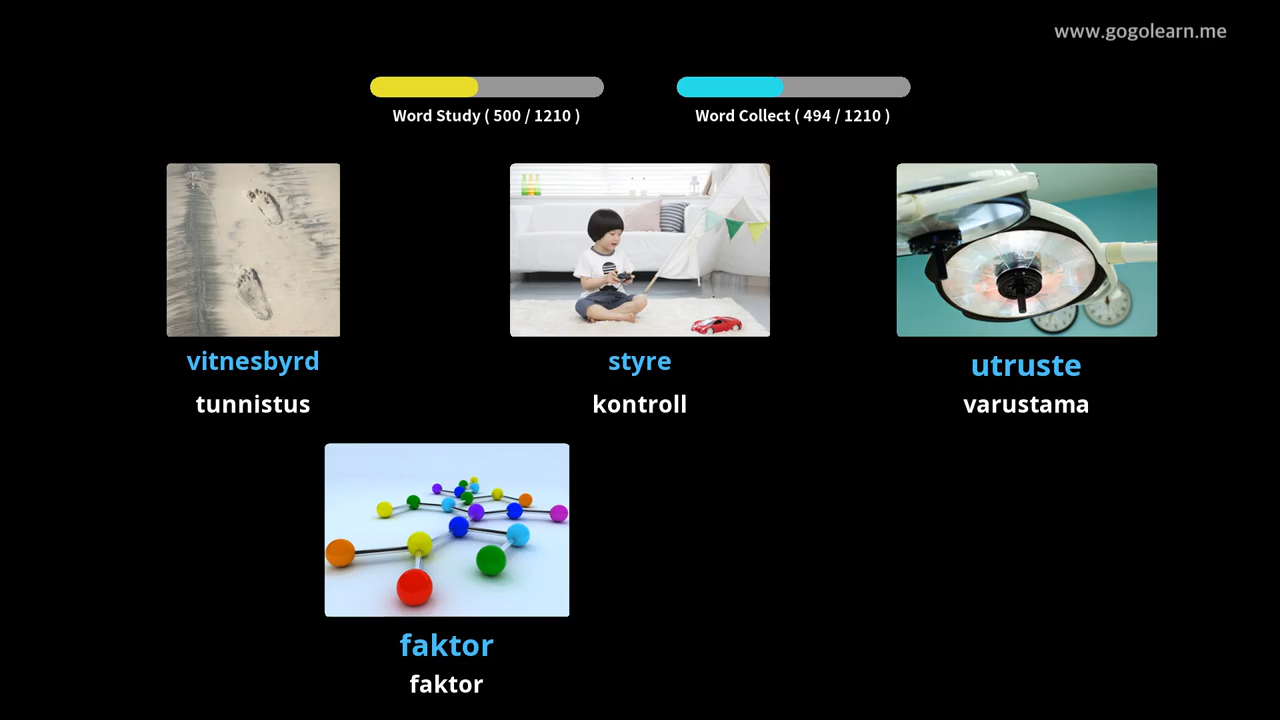 www.gogolearn.me
Word Study ( 500 / 1210 )
Word Collect ( 494 / 1210 )
vitnesbyrd
styre
utruste
tunnistus
kontroll
varustama
faktor
faktor